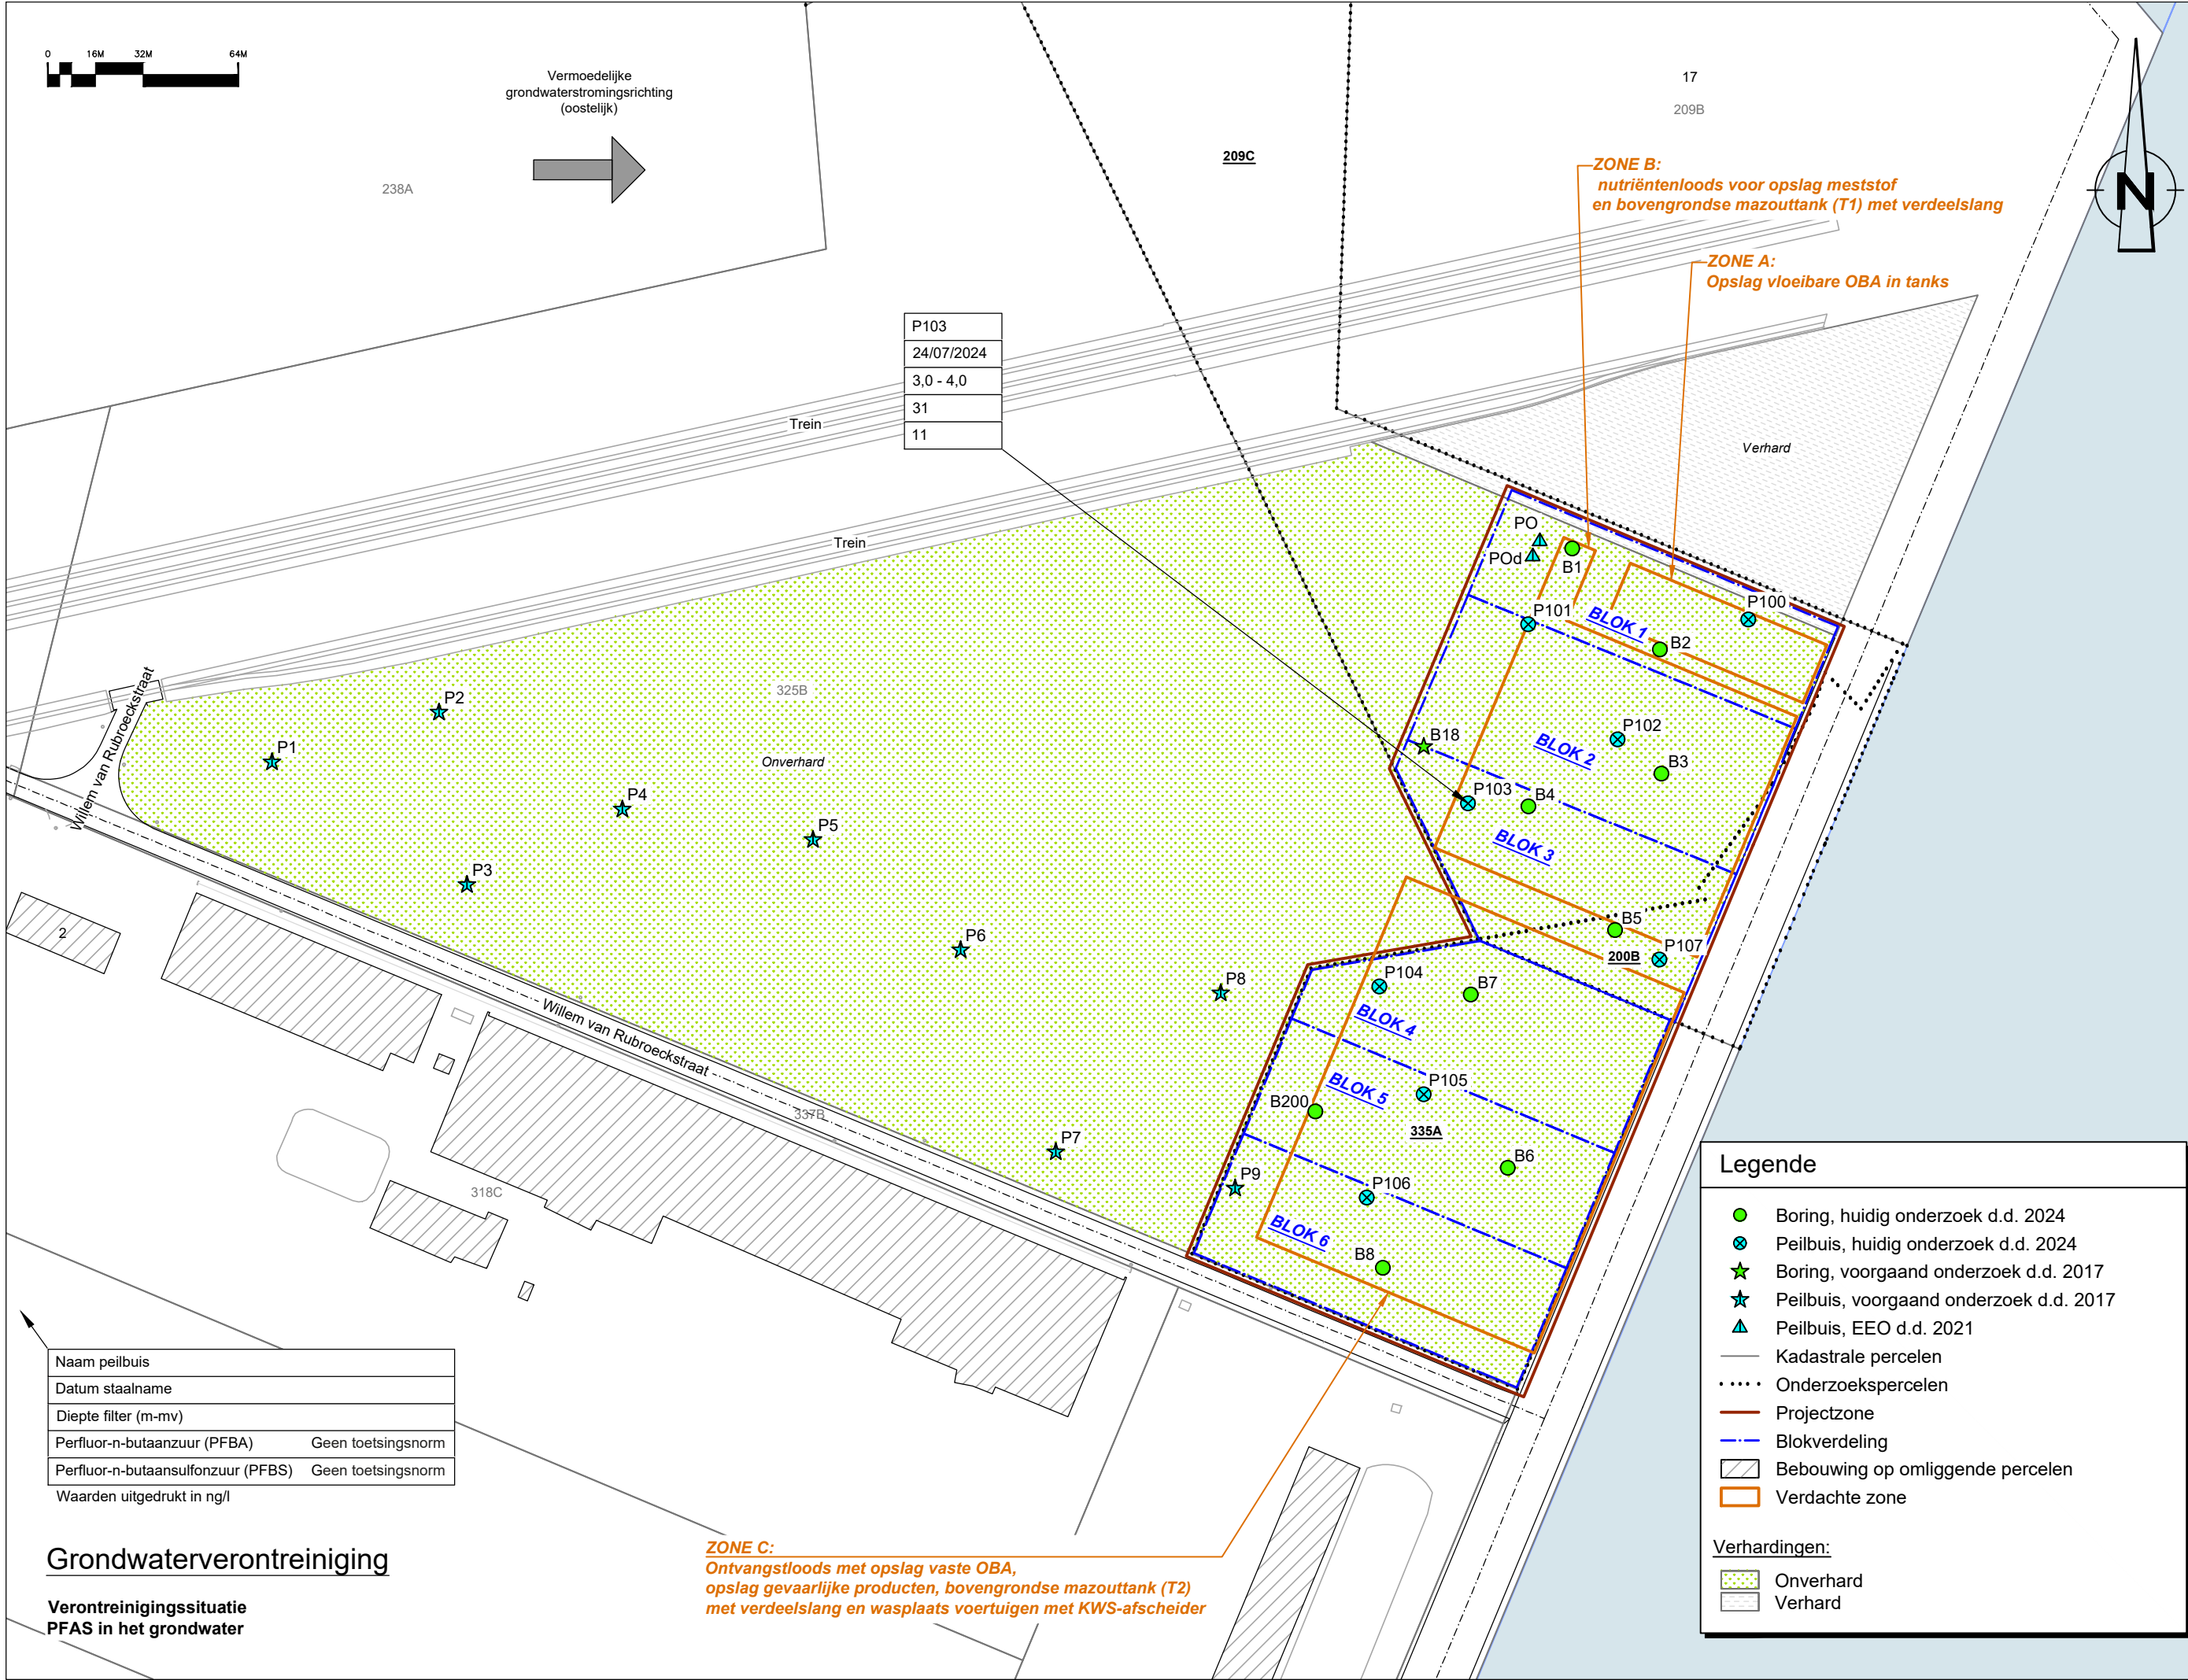 0 16M 32M 64M
Vermoedelijke
grondwaterstromingsrichting
(oostelijk)
238A
209C
17
209B
N
ZONE B:
nutriëntenloods voor opslag meststof
en bovengrondse mazouttank (T1) met verdeelslang
ZONE A:
Opslag vloeibare OBA in tanks
P103
24/07/2024
3,0 - 4,0
31
11
Trein
Verhard
Trein
PO
POd
B1
P100
P101
BLOK 1
B2
325B
Onverhard
P1
P2
P3
P4
P5
P6
P7
P8
P9
Willem van Rubroeckstraat
B18
P102
BLOK 2
B3
P103
B4
BLOK 3
B5
P107
200B
P104
B7
BLOK 4
P105
BLOK 5
B200
335A
B6
P106
BLOK 6
B8
2
Willem van Rubroeckstraat
337B
318C
Naam peilbuis
Datum staalname
Diepte filter (m-mv)
Perfluor-n-butaanzuur (PFBA) Geen toetsingsnorm
Perfluor-n-butaansulfonzuur (PFBS) Geen toetsingsnorm
Waarden uitgedrukt in ng/l
Grondwaterverontreiniging
Verontreinigingssituatie
PFAS in het grondwater
ZONE C:
Ontvangstloods met opslag vaste OBA,
opslag gevaarlijke producten, bovengrondse mazouttank (T2)
met verdeelslang en wasplaats voertuigen met KWS-afscheider
Legende
Boring, huidig onderzoek d.d. 2024
Peilbuis, huidig onderzoek d.d. 2024
Boring, voorgaand onderzoek d.d. 2017
Peilbuis, voorgaand onderzoek d.d. 2017
Peilbuis, EEO d.d. 2021
Kadastrale percelen
Onderzoekspercelen
Projectzone
Blokverdeling
Bebouwing op omliggende percelen
Verdachte zone
Verhardingen:
Onverhard
Verhard